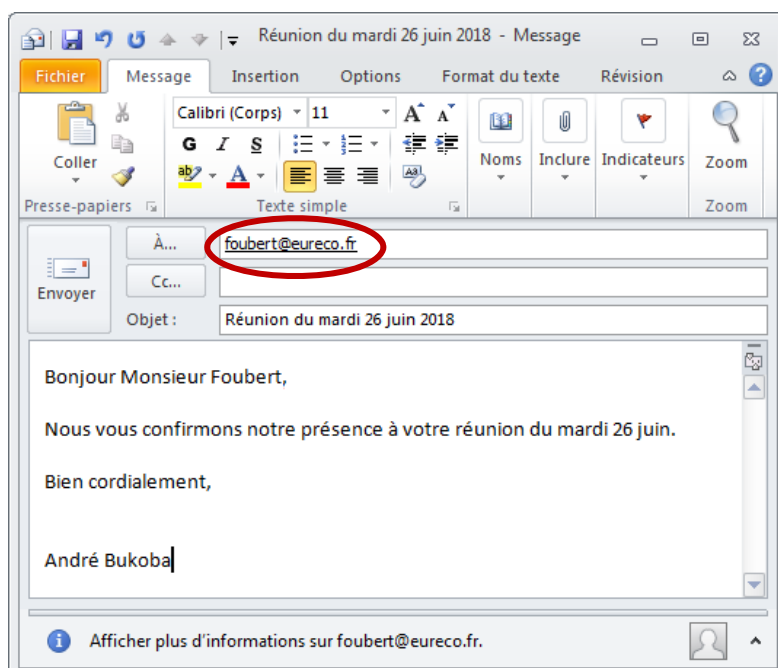 Réunion du mardi 26 juin 2018 - Message
Fichier Message Insertion Options Format du texte Révision
Calibri (Corps) 11 A A
G I S
Coller Noms Inclure Indicateurs Zoom
ab A Aa
Presse-papiers Texte simple Zoom
À... foubert@eureco.fr
Cc...
Envoyer
Objet : Réunion du mardi 26 juin 2018
Bonjour Monsieur Foubert,
Nous vous confirmons notre présence à votre réunion du mardi 26 juin.
Bien cordialement,
André Bukoba
Afficher plus d'informations sur foubert@eureco.fr.